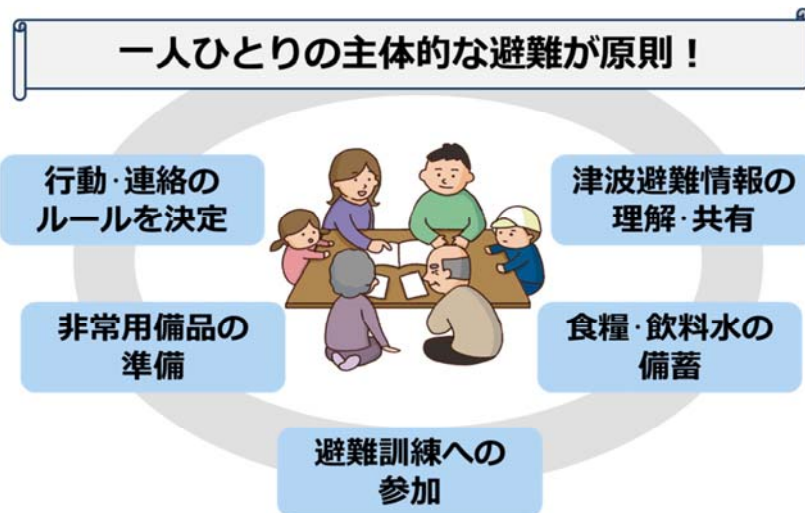 一人ひとりの主体的な避難が原則！
行動･連絡の
ルールを決定
津波避難情報の
理解･共有
非常用備品の
準備
食糧･飲料水の
備蓄
避難訓練への
参加